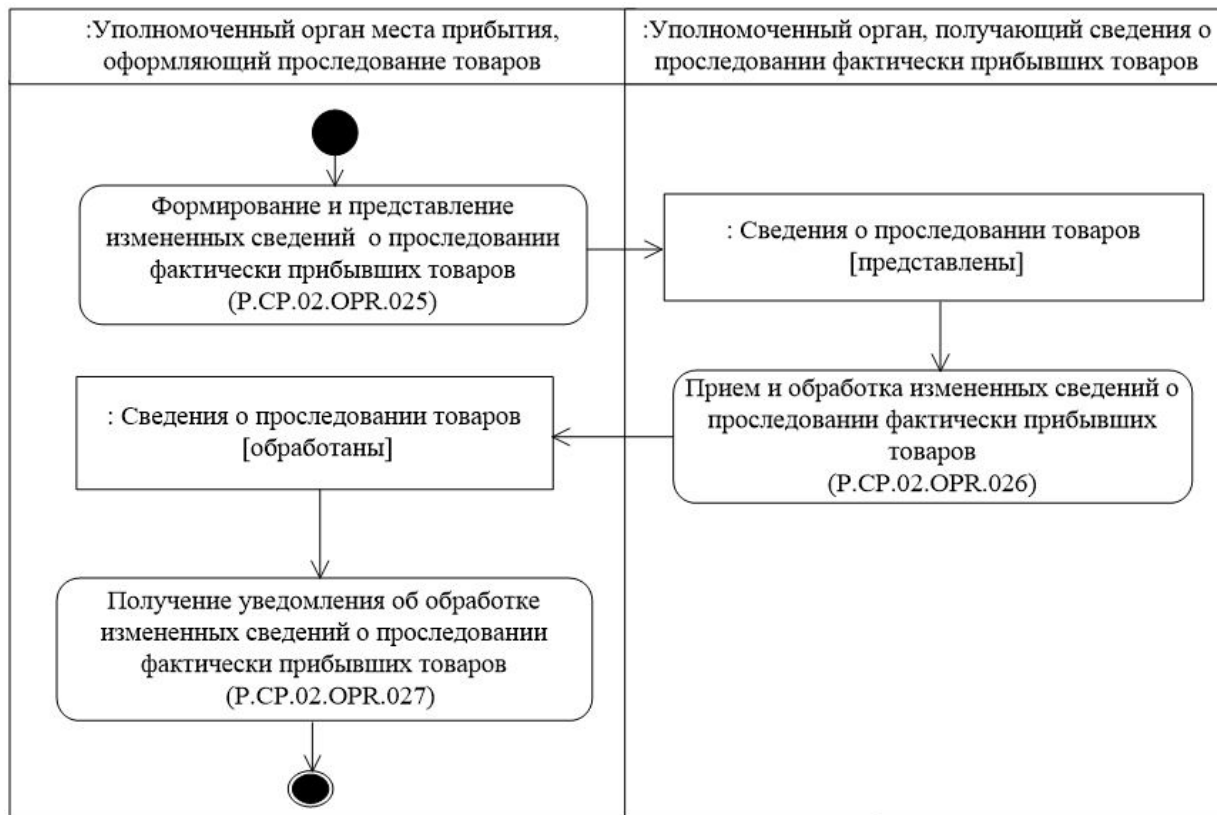 :Уполномоченный орган места прибытия,
оформляющий проследование товаров
:Уполномоченный орган, получающий сведения о
проследовании фактически прибывших товаров
Формирование и представление
измененных сведений о проследовании
фактически прибывших товаров
(P.CP.02.OPR.025)
: Сведения о проследовании товаров
[представлены]
Прием и обработка измененных сведений о
проследовании фактически прибывших
товаров
(P.CP.02.OPR.026)
: Сведения о проследовании товаров
[обработаны]
Получение уведомления об обработке
измененных сведений о проследовании
фактически прибывших товаров
(P.CP.02.OPR.027)